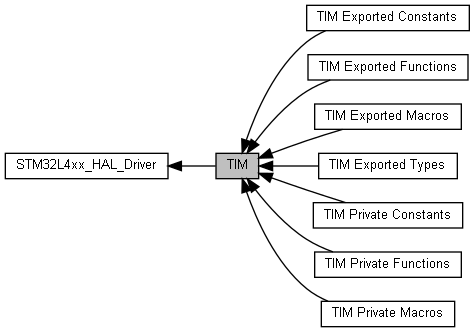 TIM Exported Constants
TIM Exported Functions
TIM Exported Macros
STM32L4xx_HAL_Driver
TIM
TIM Exported Types
TIM Private Constants
TIM Private Functions
TIM Private Macros